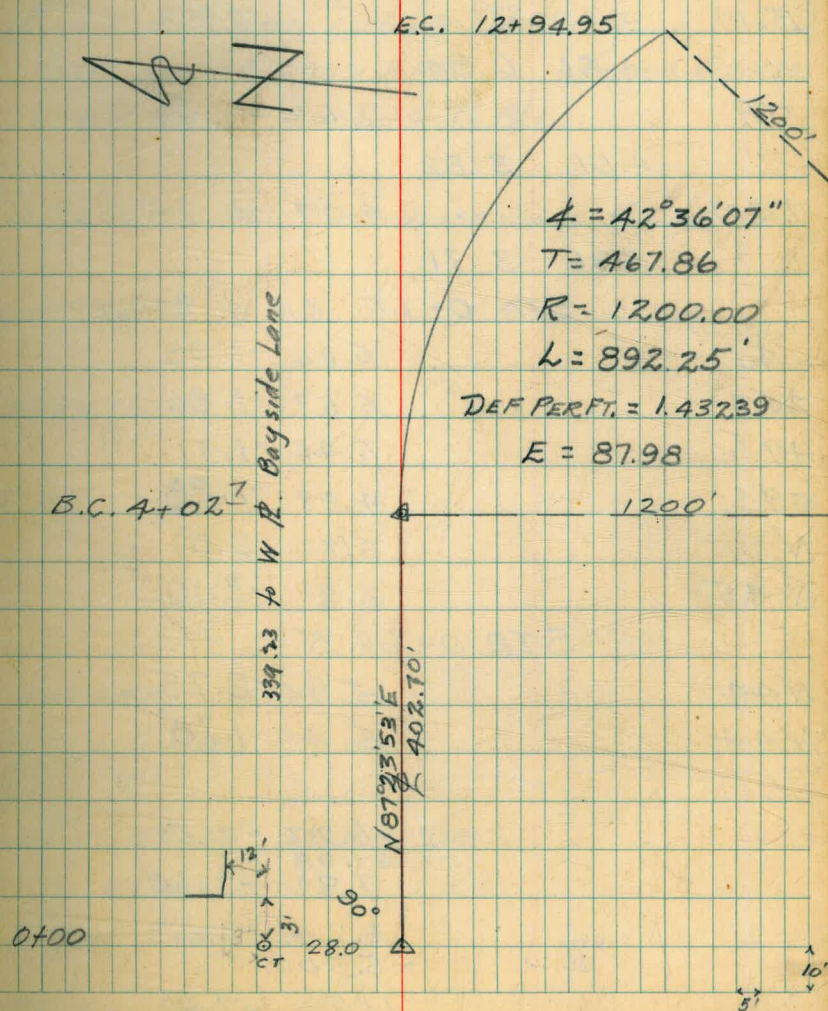 E.C. 12+94.95
N
1200'
∡ = 42°36'07"
T = 467.86
R = 1200.00
L = 892.25'
DEF PER FT. = 1.43239
E = 87.98
B.C. 4+02 7
1200'
339.23 to W ℞. Bayside Lane
N87°23'53"E
℄ 402.70'
12'
3'
90°
0+00
CT
28.0
10'
5'